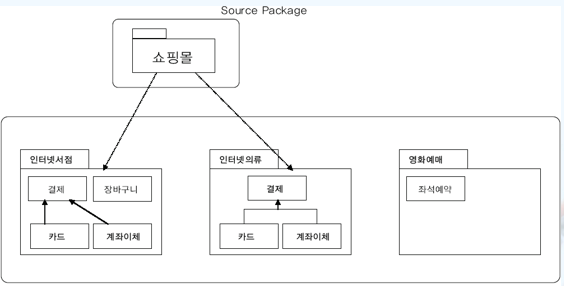 Source Package
쇼핑몰
인터넷서점
결제
장바구니
카드
계좌이체
인터넷의류
결제
카드
계좌이체
영화예매
좌석예약